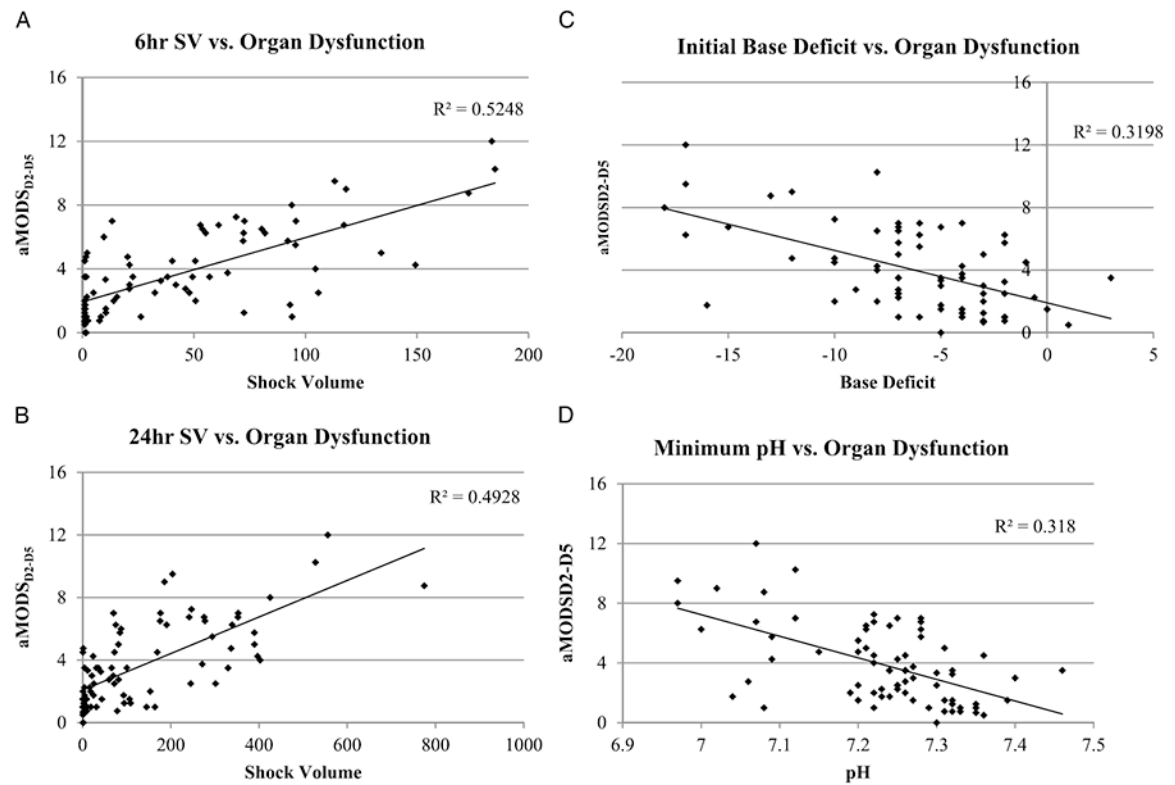 A
6hr SV vs. Organ Dysfunction
16
R² = 0.5248
12
8
4
0
aMODSD2-D5
0 50 100 150 200
Shock Volume
B
24hr SV vs. Organ Dysfunction
16
R² = 0.4928
12
8
4
0
aMODSD2-D5
0 200 400 600 800 1000
Shock Volume
C
Initial Base Deficit vs. Organ Dysfunction
16
R² = 0.3198
12
8
4
0
aMODSD2-D5
-20 -15 -10 -5 0 5
Base Deficit
D
Minimum pH vs. Organ Dysfunction
16
R² = 0.318
12
8
4
0
aMODSD2-D5
6.9 7 7.1 7.2 7.3 7.4 7.5
pH